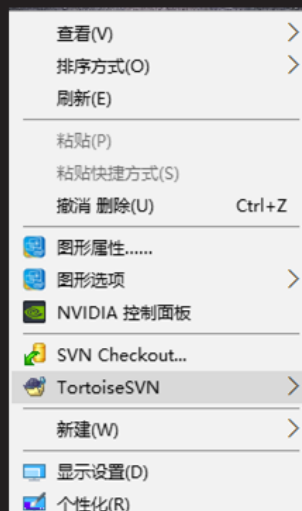 查看(V)
排序方式(O)
刷新(E)
粘贴(P)
粘贴快捷方式(S)
撤消 删除(U) Ctrl+Z
图形属性......
图形选项
NVIDIA 控制面板
SVN Checkout...
TortoiseSVN
新建(W)
显示设置(D)
个性化(R)